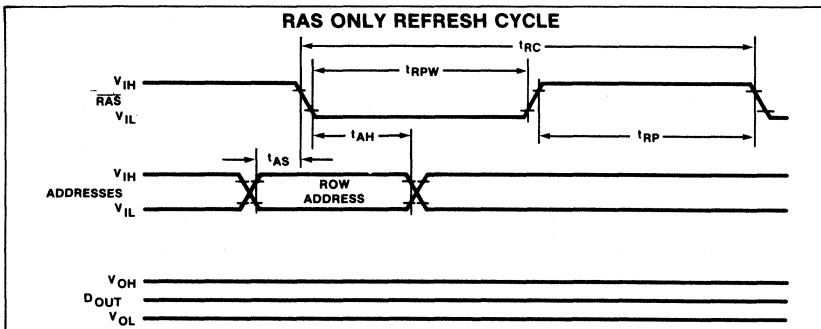 RAS ONLY REFRESH CYCLE
tRC
tRPW
VIH
RAS
VIL
tAH
tRP
tAS
VIH
ADDRESSES
VIL
ROW
ADDRESS
VOH
DOUT
VOL